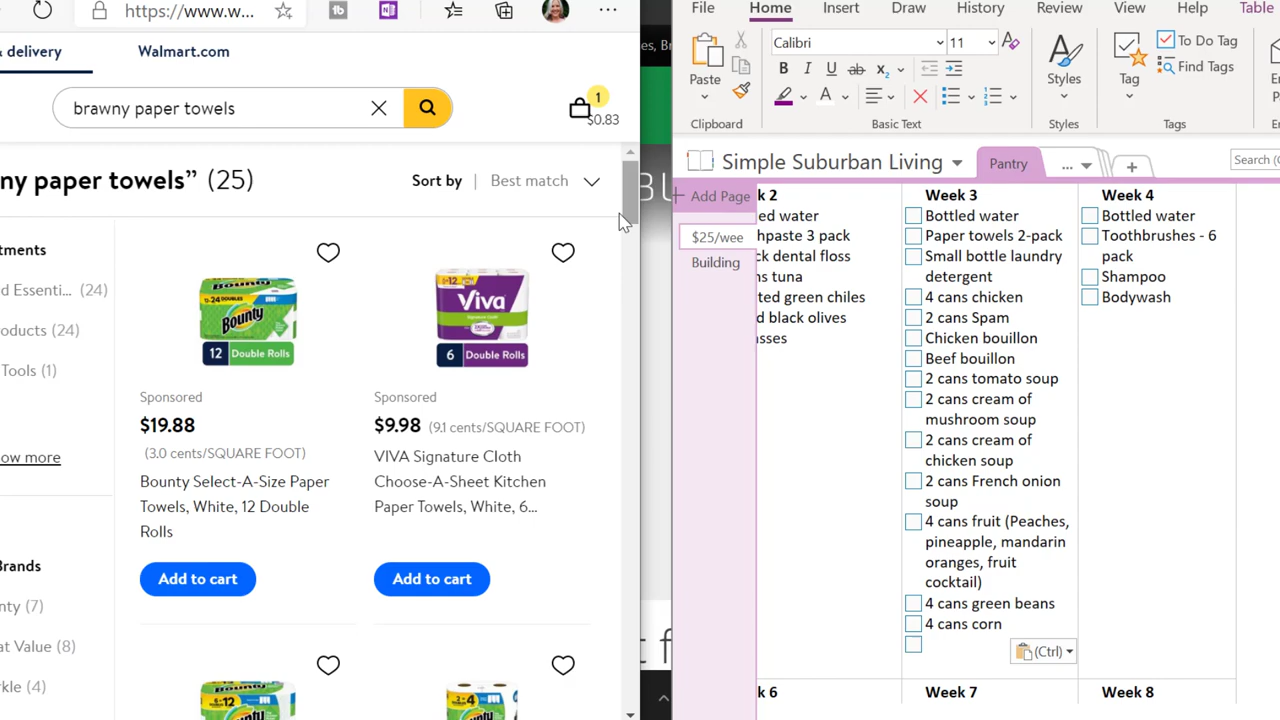 https://www.w...
& delivery
Walmart.com
brawny paper towels
1
$0.83
ny paper towels” (25)
Sort by
Best match
tments
d Essenti... (24)
roducts (24)
Tools (1)
ow more
Brands
nty (7)
at Value (8)
kle (4)
Bounty
12 Double Rolls
Sponsored
$19.88
(3.0 cents/SQUARE FOOT)
Bounty Select-A-Size Paper
Towels, White, 12 Double
Rolls
Add to cart
Viva
6 Double Rolls
Sponsored
$9.98 (9.1 cents/SQUARE FOOT)
VIVA Signature Cloth
Choose-A-Sheet Kitchen
Paper Towels, White, 6...
Add to cart
File
Home
Insert
Draw
History
Review
View
Help
Table
Paste
Clipboard
Calibri
11
B I U ab x₂
A
Basic Text
Styles
Styles
Tag
To Do Tag
Find Tags
Tags
Simple Suburban Living
Pantry
...
Search (C
Add Page
$25/wee
Building
k 2
ed water
hpaste 3 pack
ck dental floss
ns tuna
ted green chiles
d black olives
sses
Week 3
Bottled water
Paper towels 2-pack
Small bottle laundry
detergent
4 cans chicken
2 cans Spam
Chicken bouillon
Beef bouillon
2 cans tomato soup
2 cans cream of
mushroom soup
2 cans cream of
chicken soup
2 cans French onion
soup
4 cans fruit (Peaches,
pineapple, mandarin
oranges, fruit
cocktail)
4 cans green beans
4 cans corn
(Ctrl)
Week 4
Bottled water
Toothbrushes - 6
pack
Shampoo
Bodywash
k 6
Week 7
Week 8